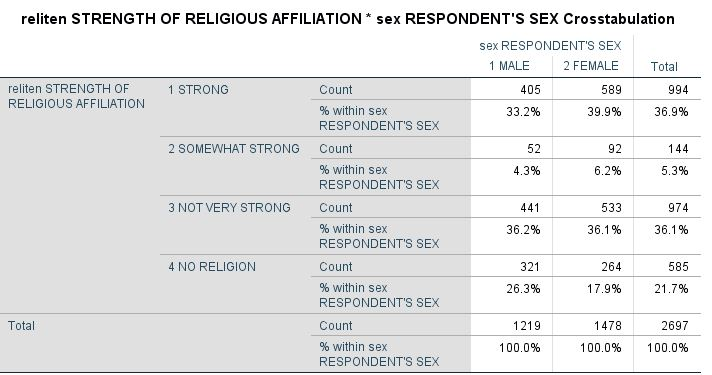 reliten STRENGTH OF RELIGIOUS AFFILIATION * sex RESPONDENT'S SEX Crosstabulation
sex RESPONDENT'S SEX
1 MALE 2 FEMALE Total
reliten STRENGTH OF RELIGIOUS AFFILIATION 1 STRONG Count 405 589 994
% within sex RESPONDENT'S SEX 33.2% 39.9% 36.9%
2 SOMEWHAT STRONG Count 52 92 144
% within sex RESPONDENT'S SEX 4.3% 6.2% 5.3%
3 NOT VERY STRONG Count 441 533 974
% within sex RESPONDENT'S SEX 36.2% 36.1% 36.1%
4 NO RELIGION Count 321 264 585
% within sex RESPONDENT'S SEX 26.3% 17.9% 21.7%
Total Count 1219 1478 2697
% within sex RESPONDENT'S SEX 100.0% 100.0% 100.0%